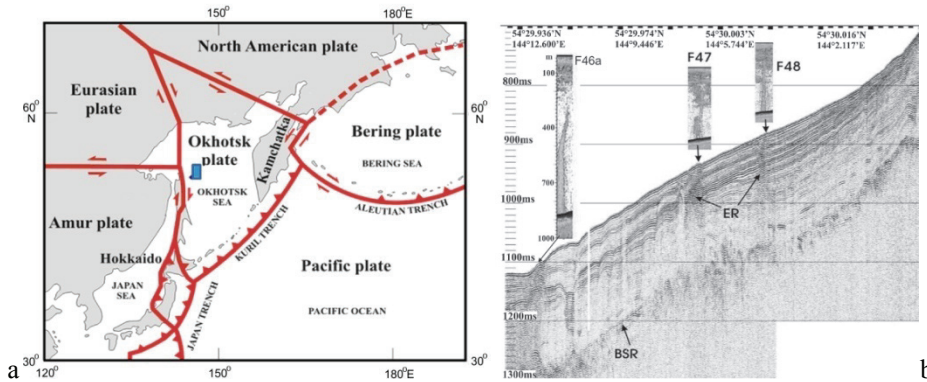 150°
180°E
North American plate
Eurasian
plate
60°
N
Okhotsk
plate
OKHOTSK
SEA
Kamchatka
Bering plate
BERING SEA
60°
N
Amur plate
Hokkaido
JAPAN
SEA
KURIL TRENCH
ALEUTIAN TRENCH
JAPAN TRENCH
Pacific plate
PACIFIC OCEAN
30°
30°
120°
150°
180°E
a
54°29.936'N
144°12.600'E
54°29.974'N
144°9.446'E
54°30.003'N
144°5.744'E
54°30.016'N
144°2.117'E
m
100
400
700
1000
F46a
F47
F48
800ms
900ms
1000ms
1100ms
1200ms
1300ms
ER
BSR
b